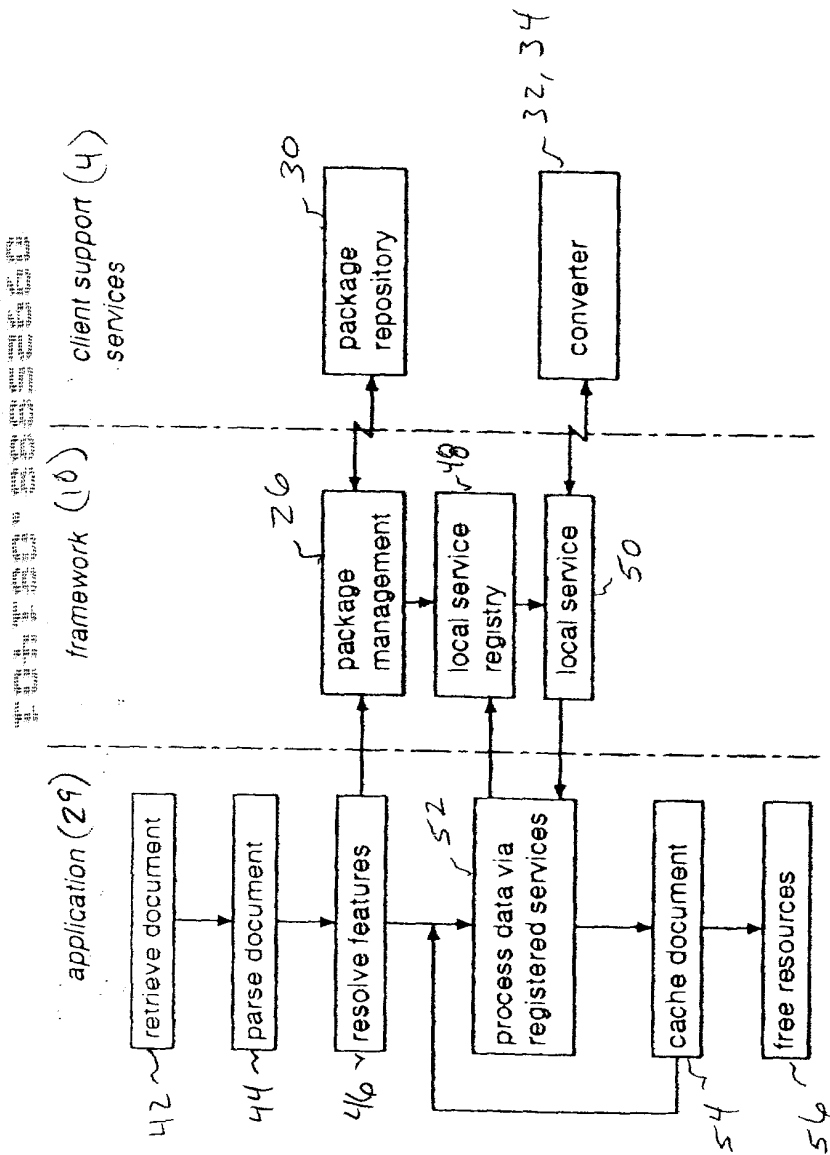 application (29)
framework (10)
client support (4)
services
42
retrieve document
44
parse document
46
resolve features
52
process data via
registered services
54
cache document
56
free resources
26
package
management
48
local service
registry
50
local service
30
package
repository
32, 34
converter